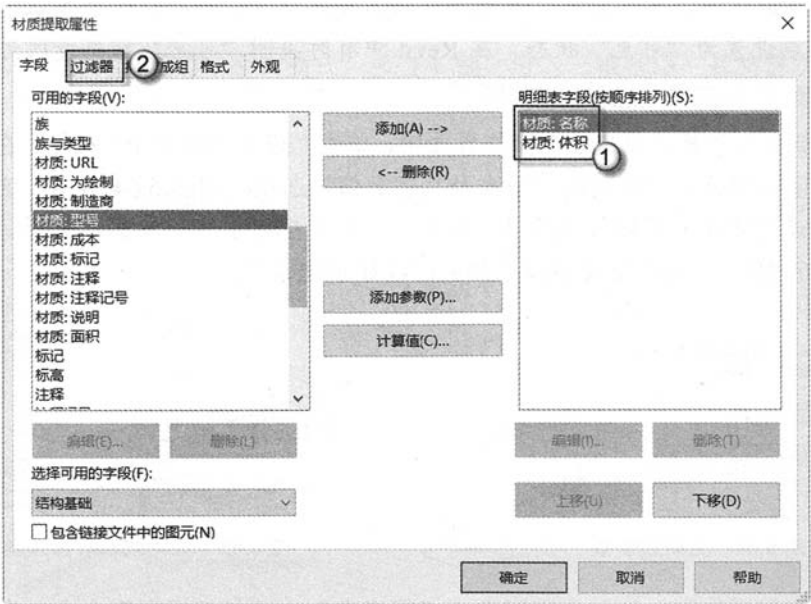 材质提取属性
字段 过滤器 ② 成组 格式 外观
可用的字段(V):
族
族与类型
材质: URL
材质: 为绘制
材质: 制造商
材质: 型号
材质: 成本
材质: 标记
材质: 注释
材质: 注释记号
材质: 说明
材质: 面积
标记
标高
注释
添加(A) -->
<-- 删除(R)
添加参数(P)...
计算值(C)...
明细表字段(按顺序排列)(S):
材质: 名称
材质: 体积
①
编辑(E)...
删除(L)
编辑(I)...
删除(T)
选择可用的字段(F):
结构基础
上移(U)
下移(D)
包含链接文件中的图元(N)
确定
取消
帮助